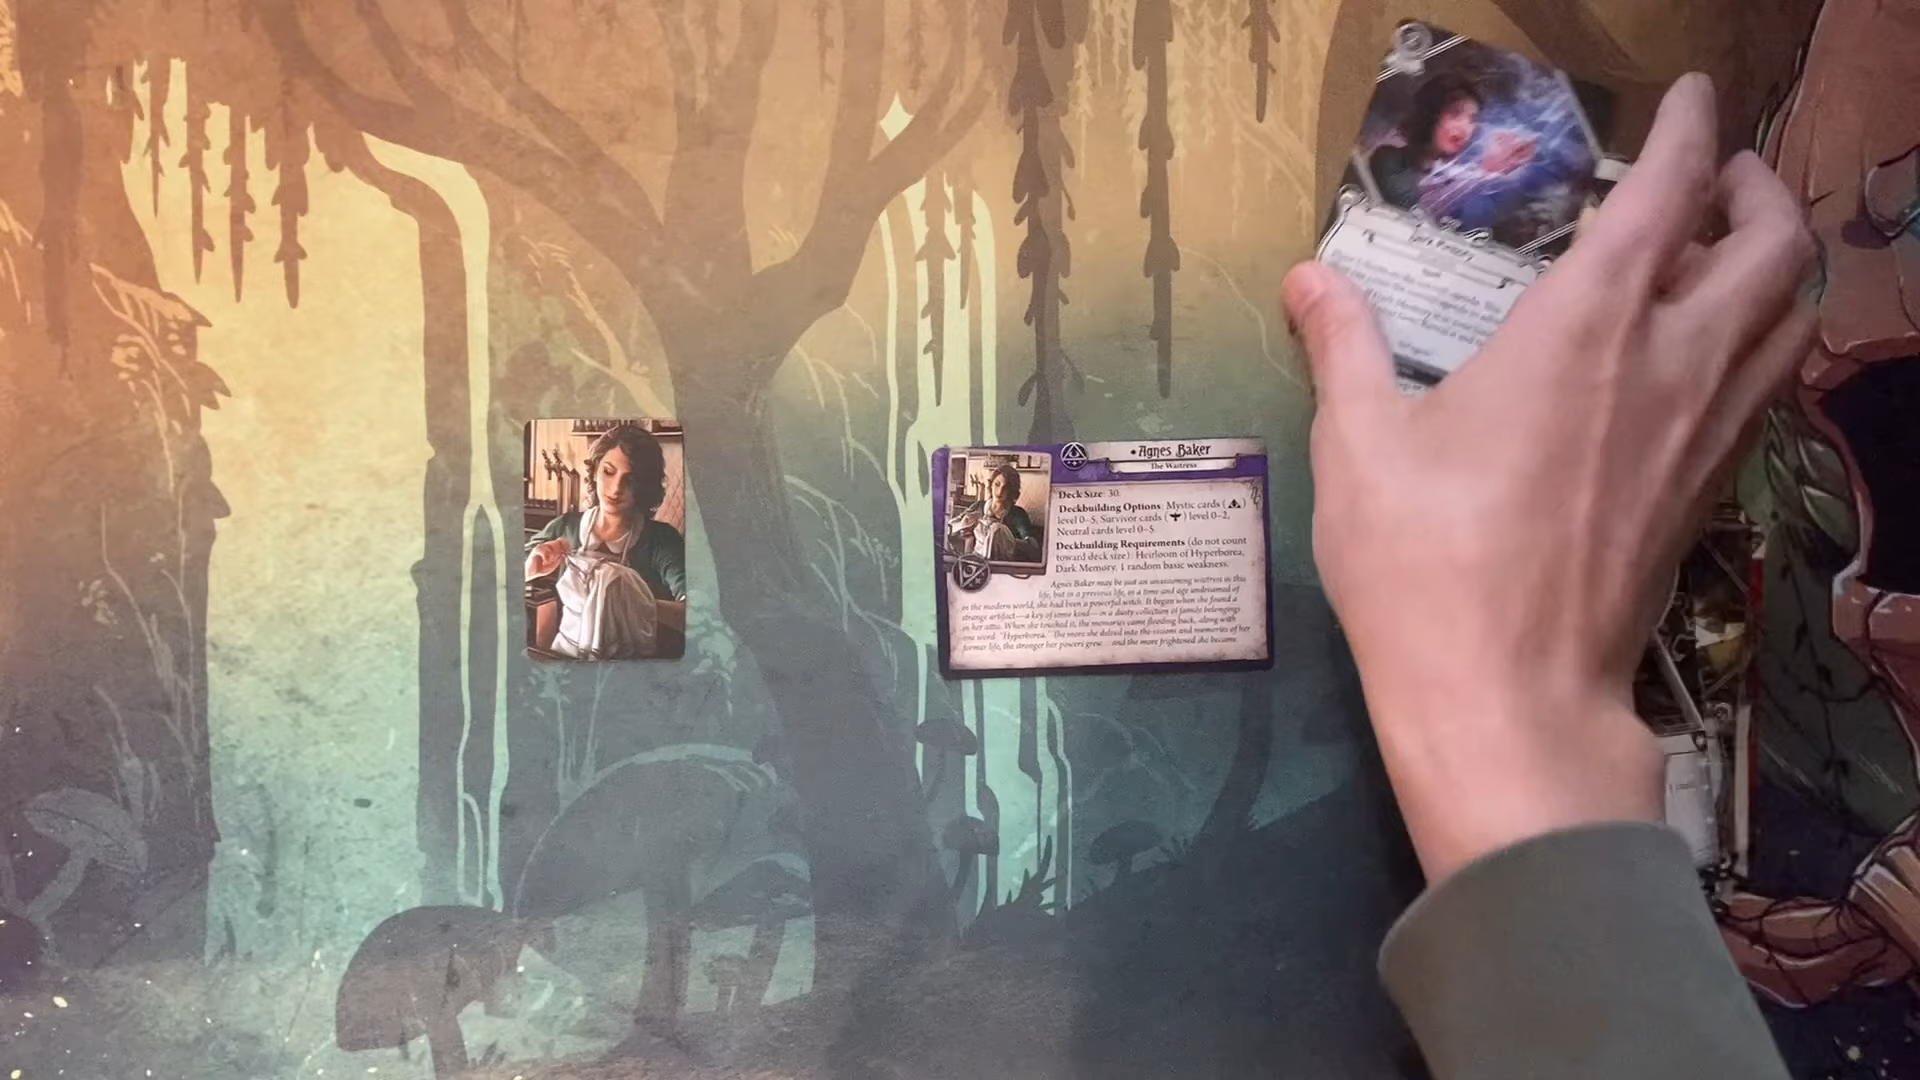 Agnes Baker
The Waitress
Deck Size: 30.
Deckbuilding Options: Mystic cards ( )
level 0–5, Survivor cards ( ) level 0–2,
Neutral cards level 0–5.
Deckbuilding Requirements (do not count
toward deck size): Heirloom of Hyperborea,
Dark Memory, 1 random basic weakness.
Agnes Baker may be just an unassuming waitress in this
life, but in a previous life, in a time and age undreamed of
in the modern world, she had been a powerful witch. It began when she found a
strange artifact—a key of some kind—in a dusty collection of family belongings
in her attic. When she touched it, the memories came flooding back, along with
one word: "Hyperborea." The more she delved into the visions and memories of her
former life, the stronger her powers grew... and the more frightened she became.
Dark Memory
Spell